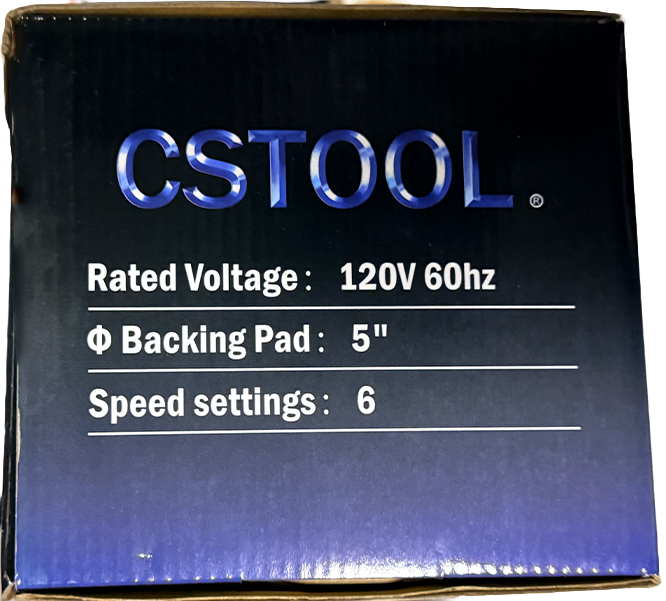 CSTOOL ®
Rated Voltage: 120V 60hz
Φ Backing Pad: 5"
Speed settings: 6